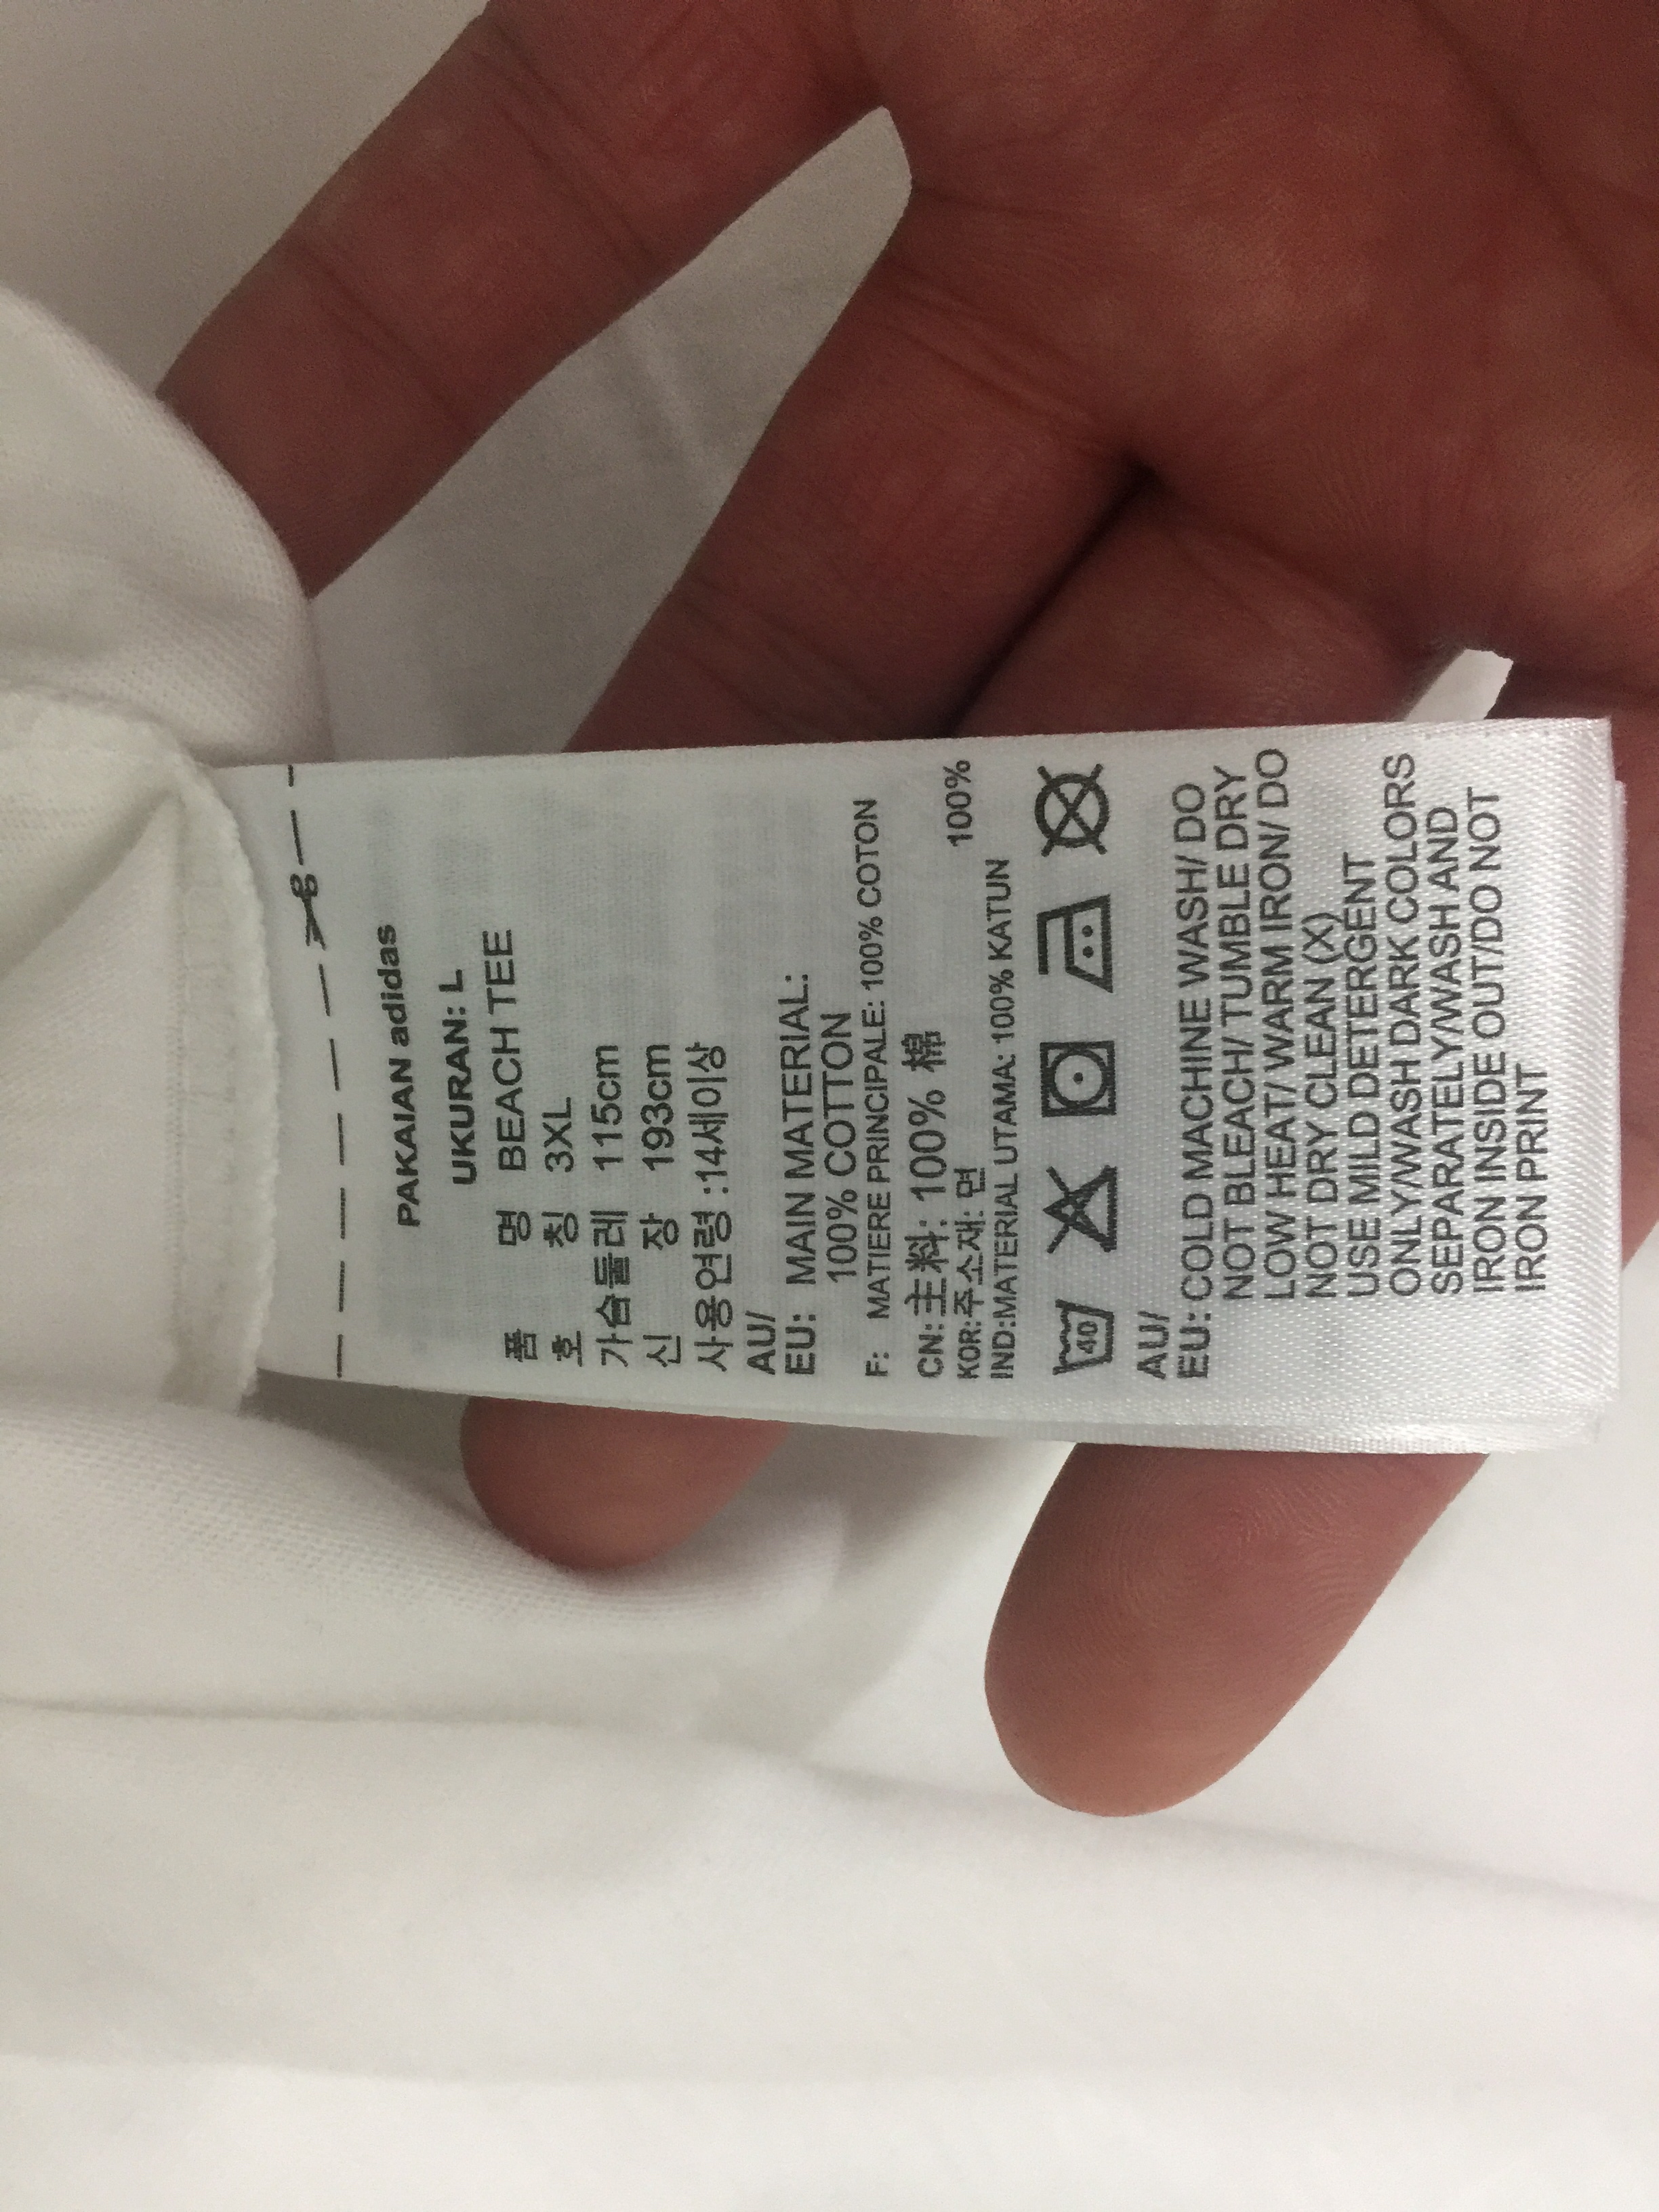 PAKAIAN adidas
UKURAN: L
품 명 BEACH TEE
호 칭 3XL
가슴둘레 115cm
신 장 193cm
사용연령 :14세이상
AU/
EU: MAIN MATERIAL:
100% COTTON
F: MATIERE PRINCIPALE: 100% COTON
CN: 主料: 100% 棉
KOR: 주소재: 면 100%
IND:MATERIAL UTAMA: 100% KATUN
40
AU/
EU: COLD MACHINE WASH/ DO
NOT BLEACH/ TUMBLE DRY
LOW HEAT/ WARM IRON/ DO
NOT DRY CLEAN (X)
USE MILD DETERGENT
ONLY/WASH DARK COLORS
SEPARATELY/WASH AND
IRON INSIDE OUT/DO NOT
IRON PRINT